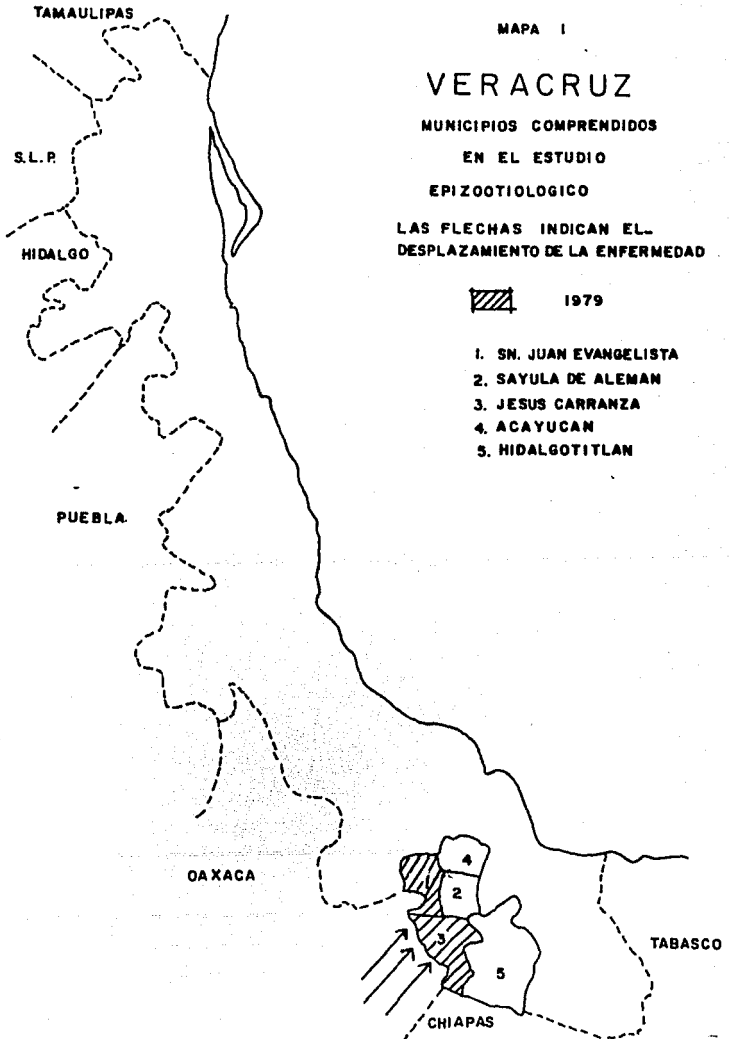 MAPA I
VERACRUZ
MUNICIPIOS COMPRENDIDOS
EN EL ESTUDIO
EPIZOOTIOLOGICO
LAS FLECHAS INDICAN EL_
DESPLAZAMIENTO DE LA ENFERMEDAD
1979
1. SN. JUAN EVANGELISTA
2. SAYULA DE ALEMAN
3. JESUS CARRANZA
4. ACAYUCAN
5. HIDALGOTITLAN
TAMAULIPAS
S.L.P.
HIDALGO
PUEBLA
OAXACA
4
1
2
3
5
TABASCO
CHIAPAS